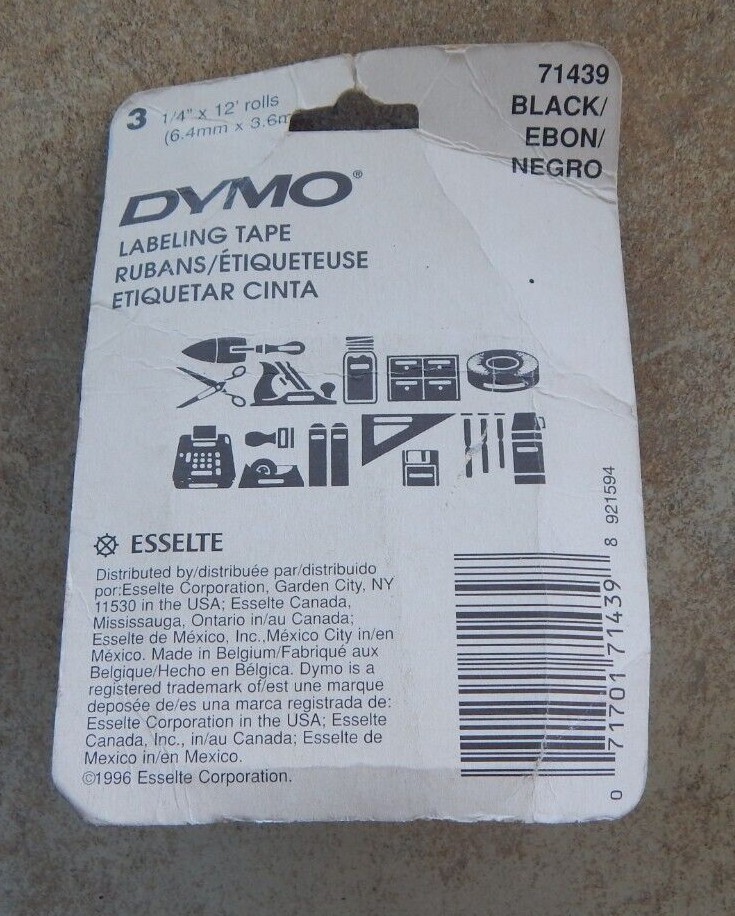 3 1/4" x 12' rolls
(6.4mm x 3.6m
71439
BLACK/
EBON/
NEGRO
DYMO®
LABELING TAPE
RUBANS/ÉTIQUETEUSE
ETIQUETAR CINTA
ESSELTE
Distributed by/distribuée par/distribuido
por:Esselte Corporation, Garden City, NY
11530 in the USA; Esselte Canada,
Mississauga, Ontario in/au Canada;
Esselte de México, Inc.,México City in/en
México. Made in Belgium/Fabriqué aux
Belgique/Hecho en Bélgica. Dymo is a
registered trademark of/est une marque
deposée de/es una marca registrada de:
Esselte Corporation in the USA; Esselte
Canada, Inc., in/au Canada; Esselte de
Mexico in/en Mexico.
©1996 Esselte Corporation.
0 71701 71439 8
921594